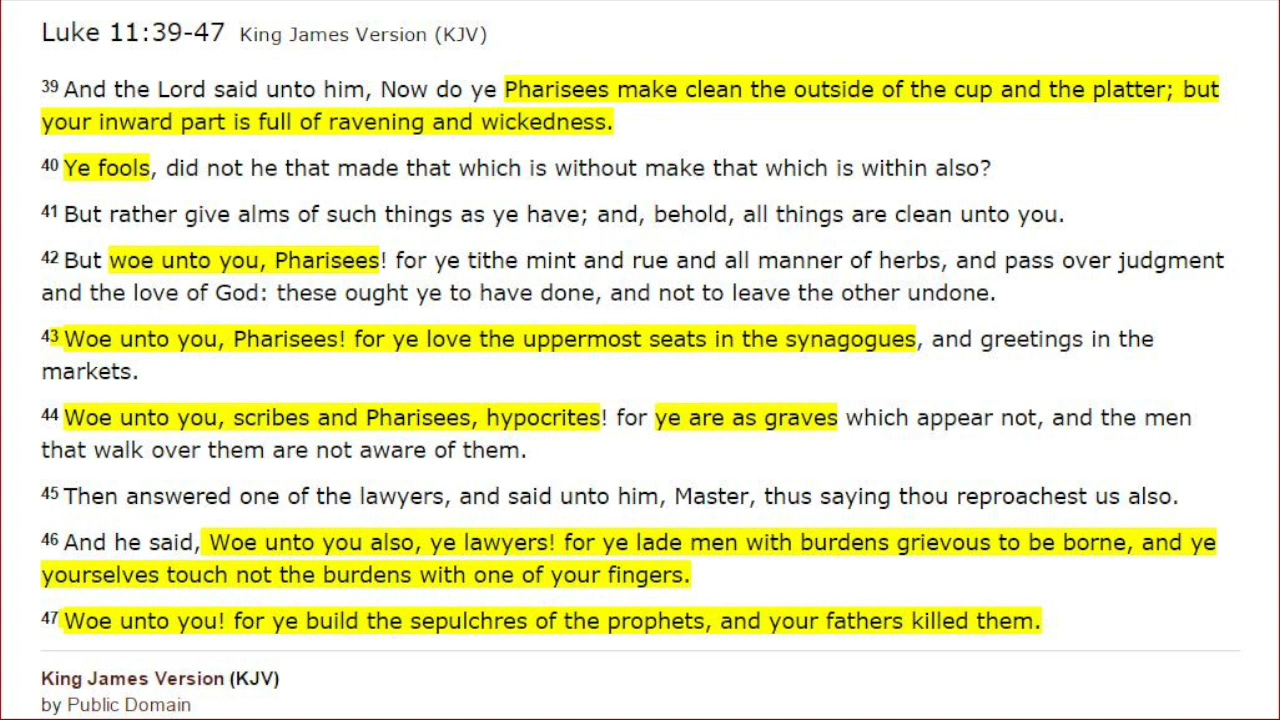 Luke 11:39-47 King James Version (KJV)
39 And the Lord said unto him, Now do ye Pharisees make clean the outside of the cup and the platter; but
your inward part is full of ravening and wickedness.
40 Ye fools, did not he that made that which is without make that which is within also?
41 But rather give alms of such things as ye have; and, behold, all things are clean unto you.
42 But woe unto you, Pharisees! for ye tithe mint and rue and all manner of herbs, and pass over judgment
and the love of God: these ought ye to have done, and not to leave the other undone.
43 Woe unto you, Pharisees! for ye love the uppermost seats in the synagogues, and greetings in the
markets.
44 Woe unto you, scribes and Pharisees, hypocrites! for ye are as graves which appear not, and the men
that walk over them are not aware of them.
45 Then answered one of the lawyers, and said unto him, Master, thus saying thou reproachest us also.
46 And he said, Woe unto you also, ye lawyers! for ye lade men with burdens grievous to be borne, and ye
yourselves touch not the burdens with one of your fingers.
47 Woe unto you! for ye build the sepulchres of the prophets, and your fathers killed them.
King James Version (KJV)
by Public Domain